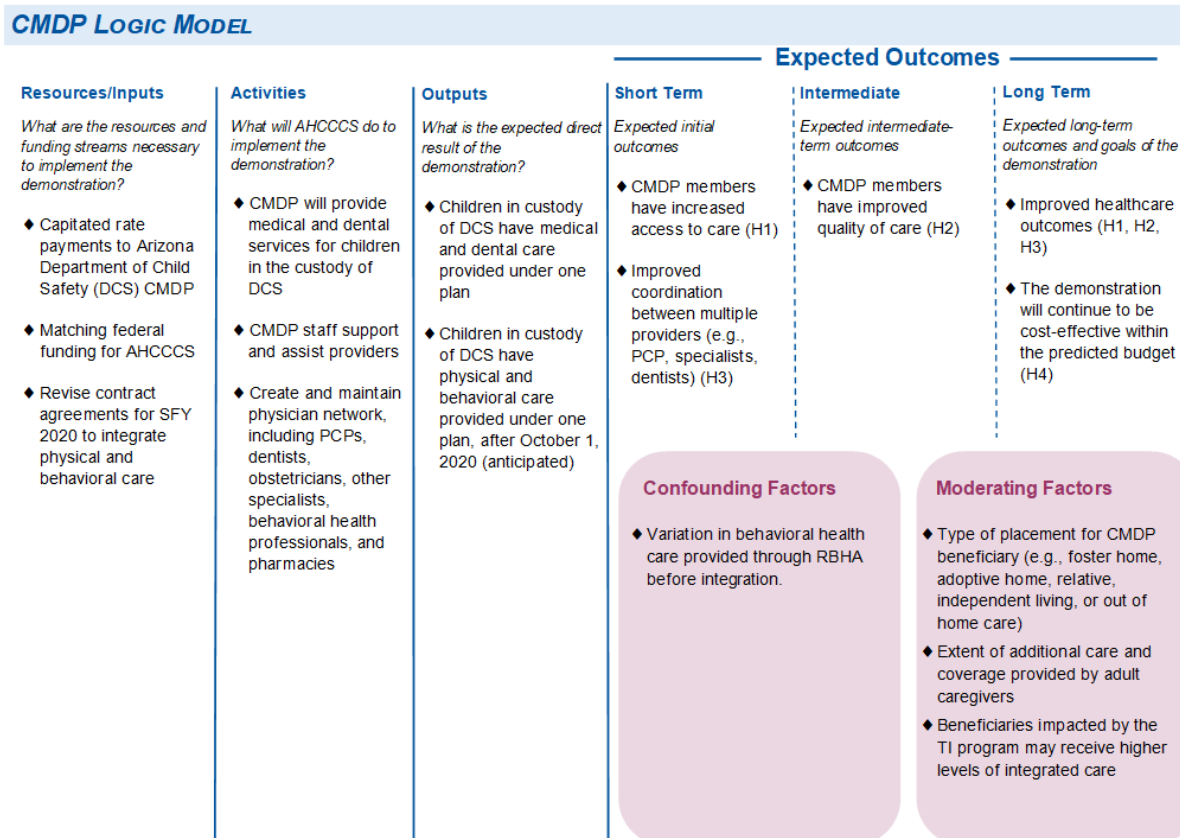 CMDP LOGIC MODEL
Expected Outcomes
Resources/Inputs
What are the resources and
funding streams necessary
to implement the
demonstration?
♦ Capitated rate
payments to Arizona
Department of Child
Safety (DCS) CMDP
♦ Matching federal
funding for AHCCCS
♦ Revise contract
agreements for SFY
2020 to integrate
physical and
behavioral care
Activities
What will AHCCCS do to
implement the
demonstration?
♦ CMDP will provide
medical and dental
services for children
in the custody of
DCS
♦ CMDP staff support
and assist providers
♦ Create and maintain
physician network,
including PCPs,
dentists,
obstetricians, other
specialists,
behavioral health
professionals, and
pharmacies
Outputs
What is the expected direct
result of the
demonstration?
♦ Children in custody
of DCS have medical
and dental care
provided under one
plan
♦ Children in custody
of DCS have
physical and
behavioral care
provided under one
plan, after October 1,
2020 (anticipated)
Short Term
Expected initial
outcomes
♦ CMDP members
have increased
access to care (H1)
♦ Improved
coordination
between multiple
providers (e.g.,
PCP, specialists,
dentists) (H3)
Intermediate
Expected intermediate-
term outcomes
♦ CMDP members
have improved
quality of care (H2)
Long Term
Expected long-term
outcomes and goals of the
demonstration
♦ Improved healthcare
outcomes (H1, H2,
H3)
♦ The demonstration
will continue to be
cost-effective within
the predicted budget
(H4)
Confounding Factors
♦ Variation in behavioral health
care provided through RBHA
before integration.
Moderating Factors
♦ Type of placement for CMDP
beneficiary (e.g., foster home,
adoptive home, relative,
independent living, or out of
home care)
♦ Extent of additional care and
coverage provided by adult
caregivers
♦ Beneficiaries impacted by the
TI program may receive higher
levels of integrated care